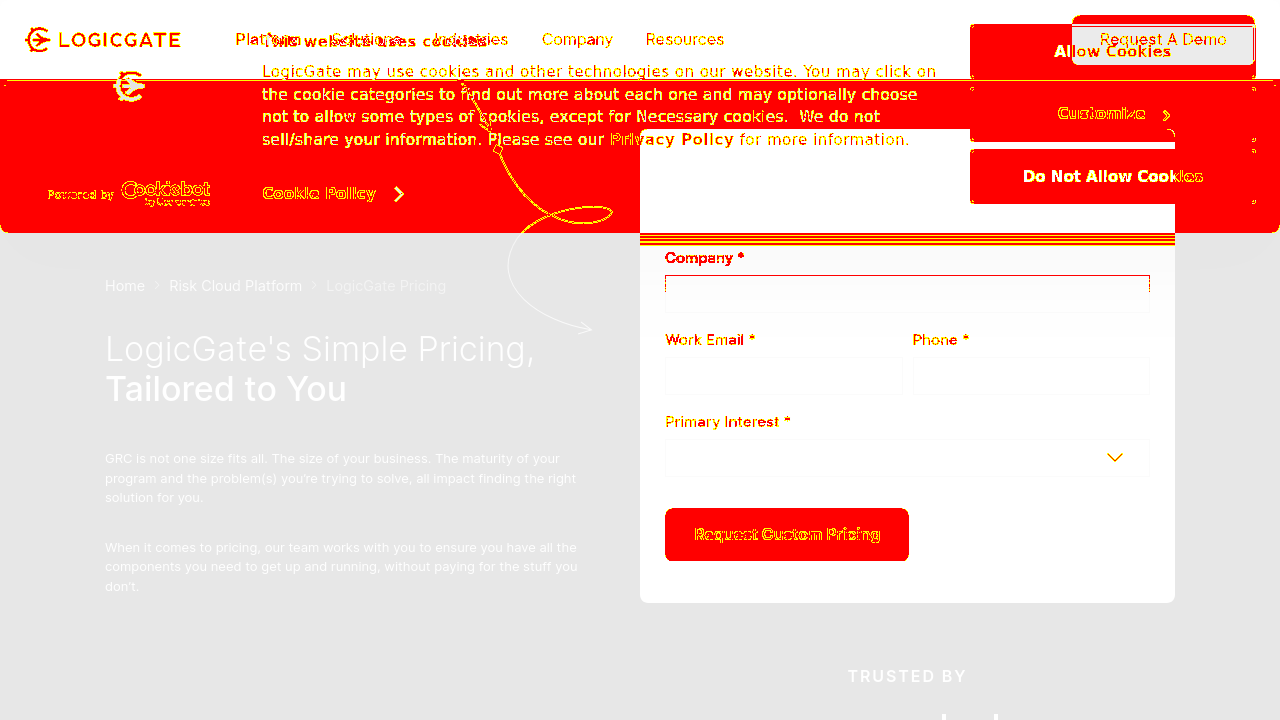 LOGICGATE
Platform
Solutions
Industries
Company
Resources
Request A Demo
This website uses cookies
LogicGate may use cookies and other technologies on our website. You may click on
the cookie categories to find out more about each one and may optionally choose
not to allow some types of cookies, except for Necessary cookies. We do not
sell/share your information. Please see our Privacy Policy for more information.
Allow Cookies
Customize
Do Not Allow Cookies
Powered by Cookiebot
by Usercentrics
Cookie Policy
Home > Risk Cloud Platform > LogicGate Pricing
LogicGate's Simple Pricing,
Tailored to You
GRC is not one size fits all. The size of your business. The maturity of your
program and the problem(s) you're trying to solve, all impact finding the right
solution for you.
When it comes to pricing, our team works with you to ensure you have all the
components you need to get up and running, without paying for the stuff you
don't.
Company *
Work Email *
Phone *
Primary Interest *
Request Custom Pricing
TRUSTED BY